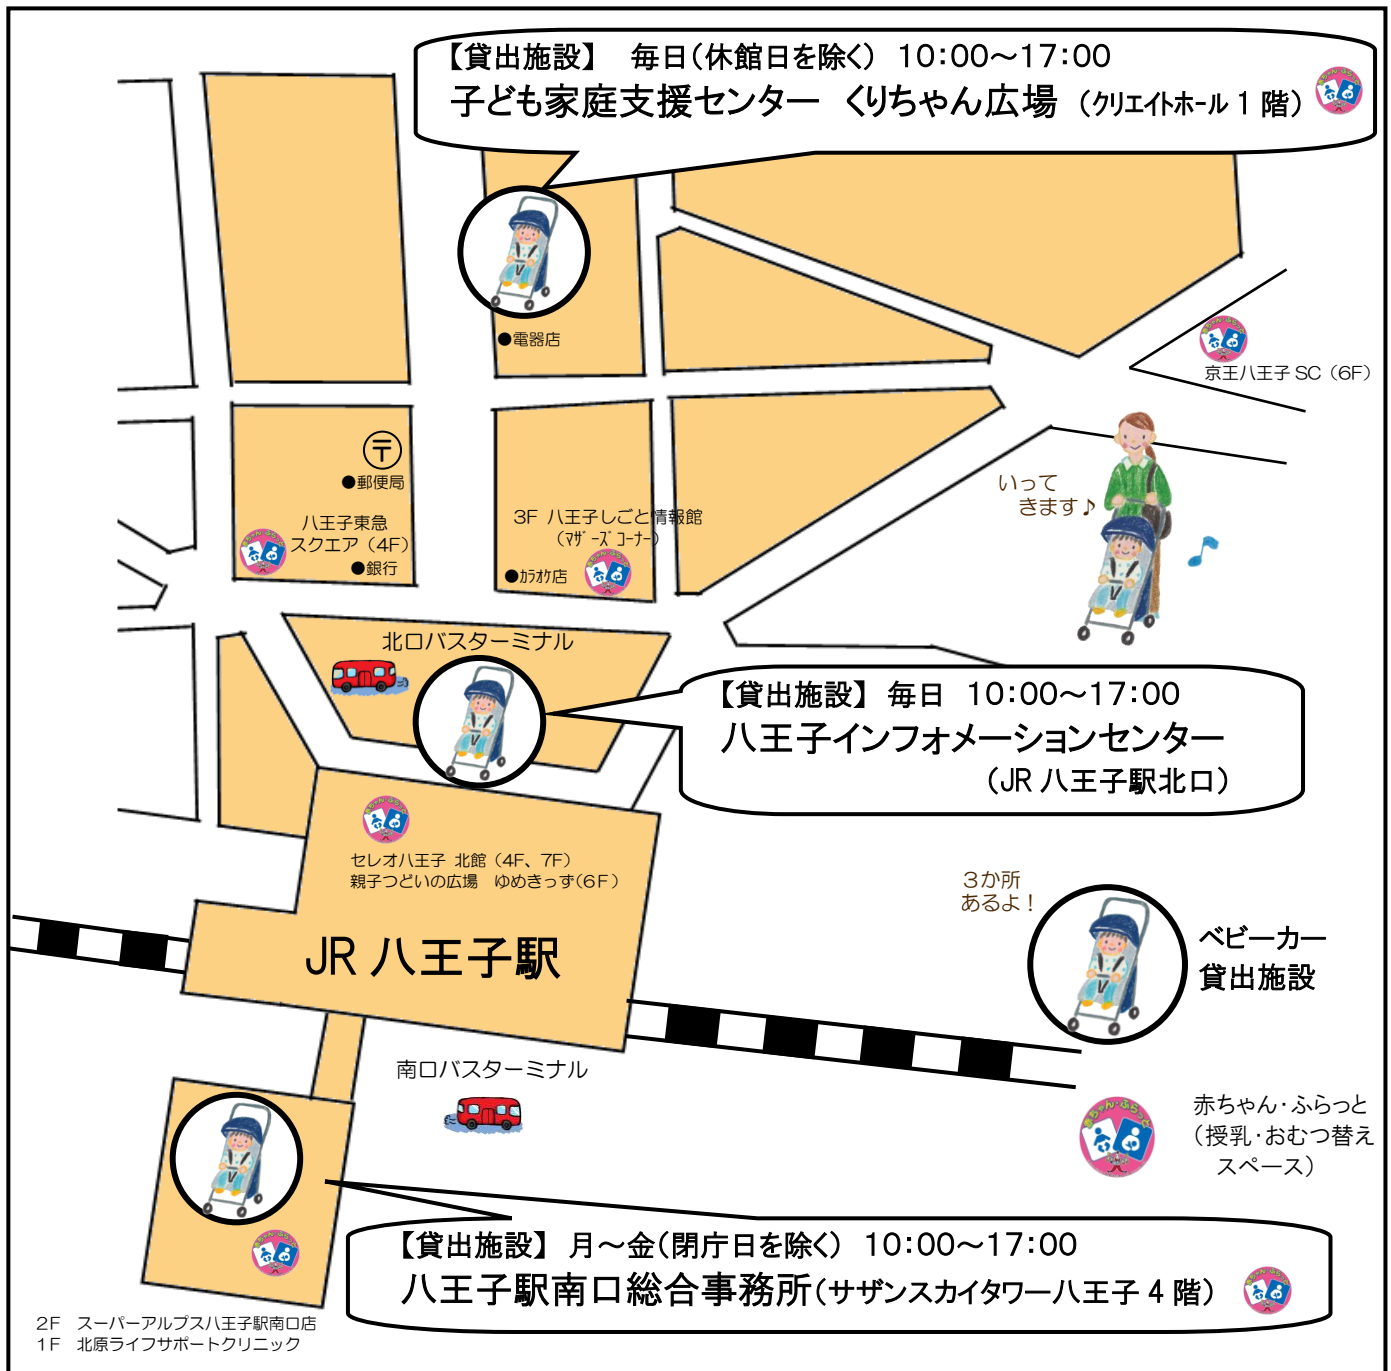 【貸出施設】　毎日(休館日を除く)　10:00～17:00
子ども家庭支援センター　くりちゃん広場　(クリエイトホール 1 階)
●電器店
京王八王子 SC（6F）
〒
●郵便局
八王子東急
スクエア（4F）
●銀行
3F 八王子しごと情報館
(ﾏｻﾞｰｽﾞｺｰﾅｰ)
●ｶﾗｵｹ店
いって
きます♪
北口バスターミナル
【貸出施設】 毎日　10:00～17:00
八王子インフォメーションセンター
(JR 八王子駅北口)
セレオ八王子 北館（4F、7F）
親子つどいの広場　ゆめきっず(6F)
JR 八王子駅
３か所
あるよ！
ベビーカー
貸出施設
南口バスターミナル
赤ちゃん・ふらっと
（授乳・おむつ替え
スペース）
【貸出施設】 月～金(閉庁日を除く)　10:00～17:00
八王子駅南口総合事務所(サザンスカイタワー八王子 4 階)
2F　スーパーアルプス八王子駅南口店
1F　北原ライフサポートクリニック